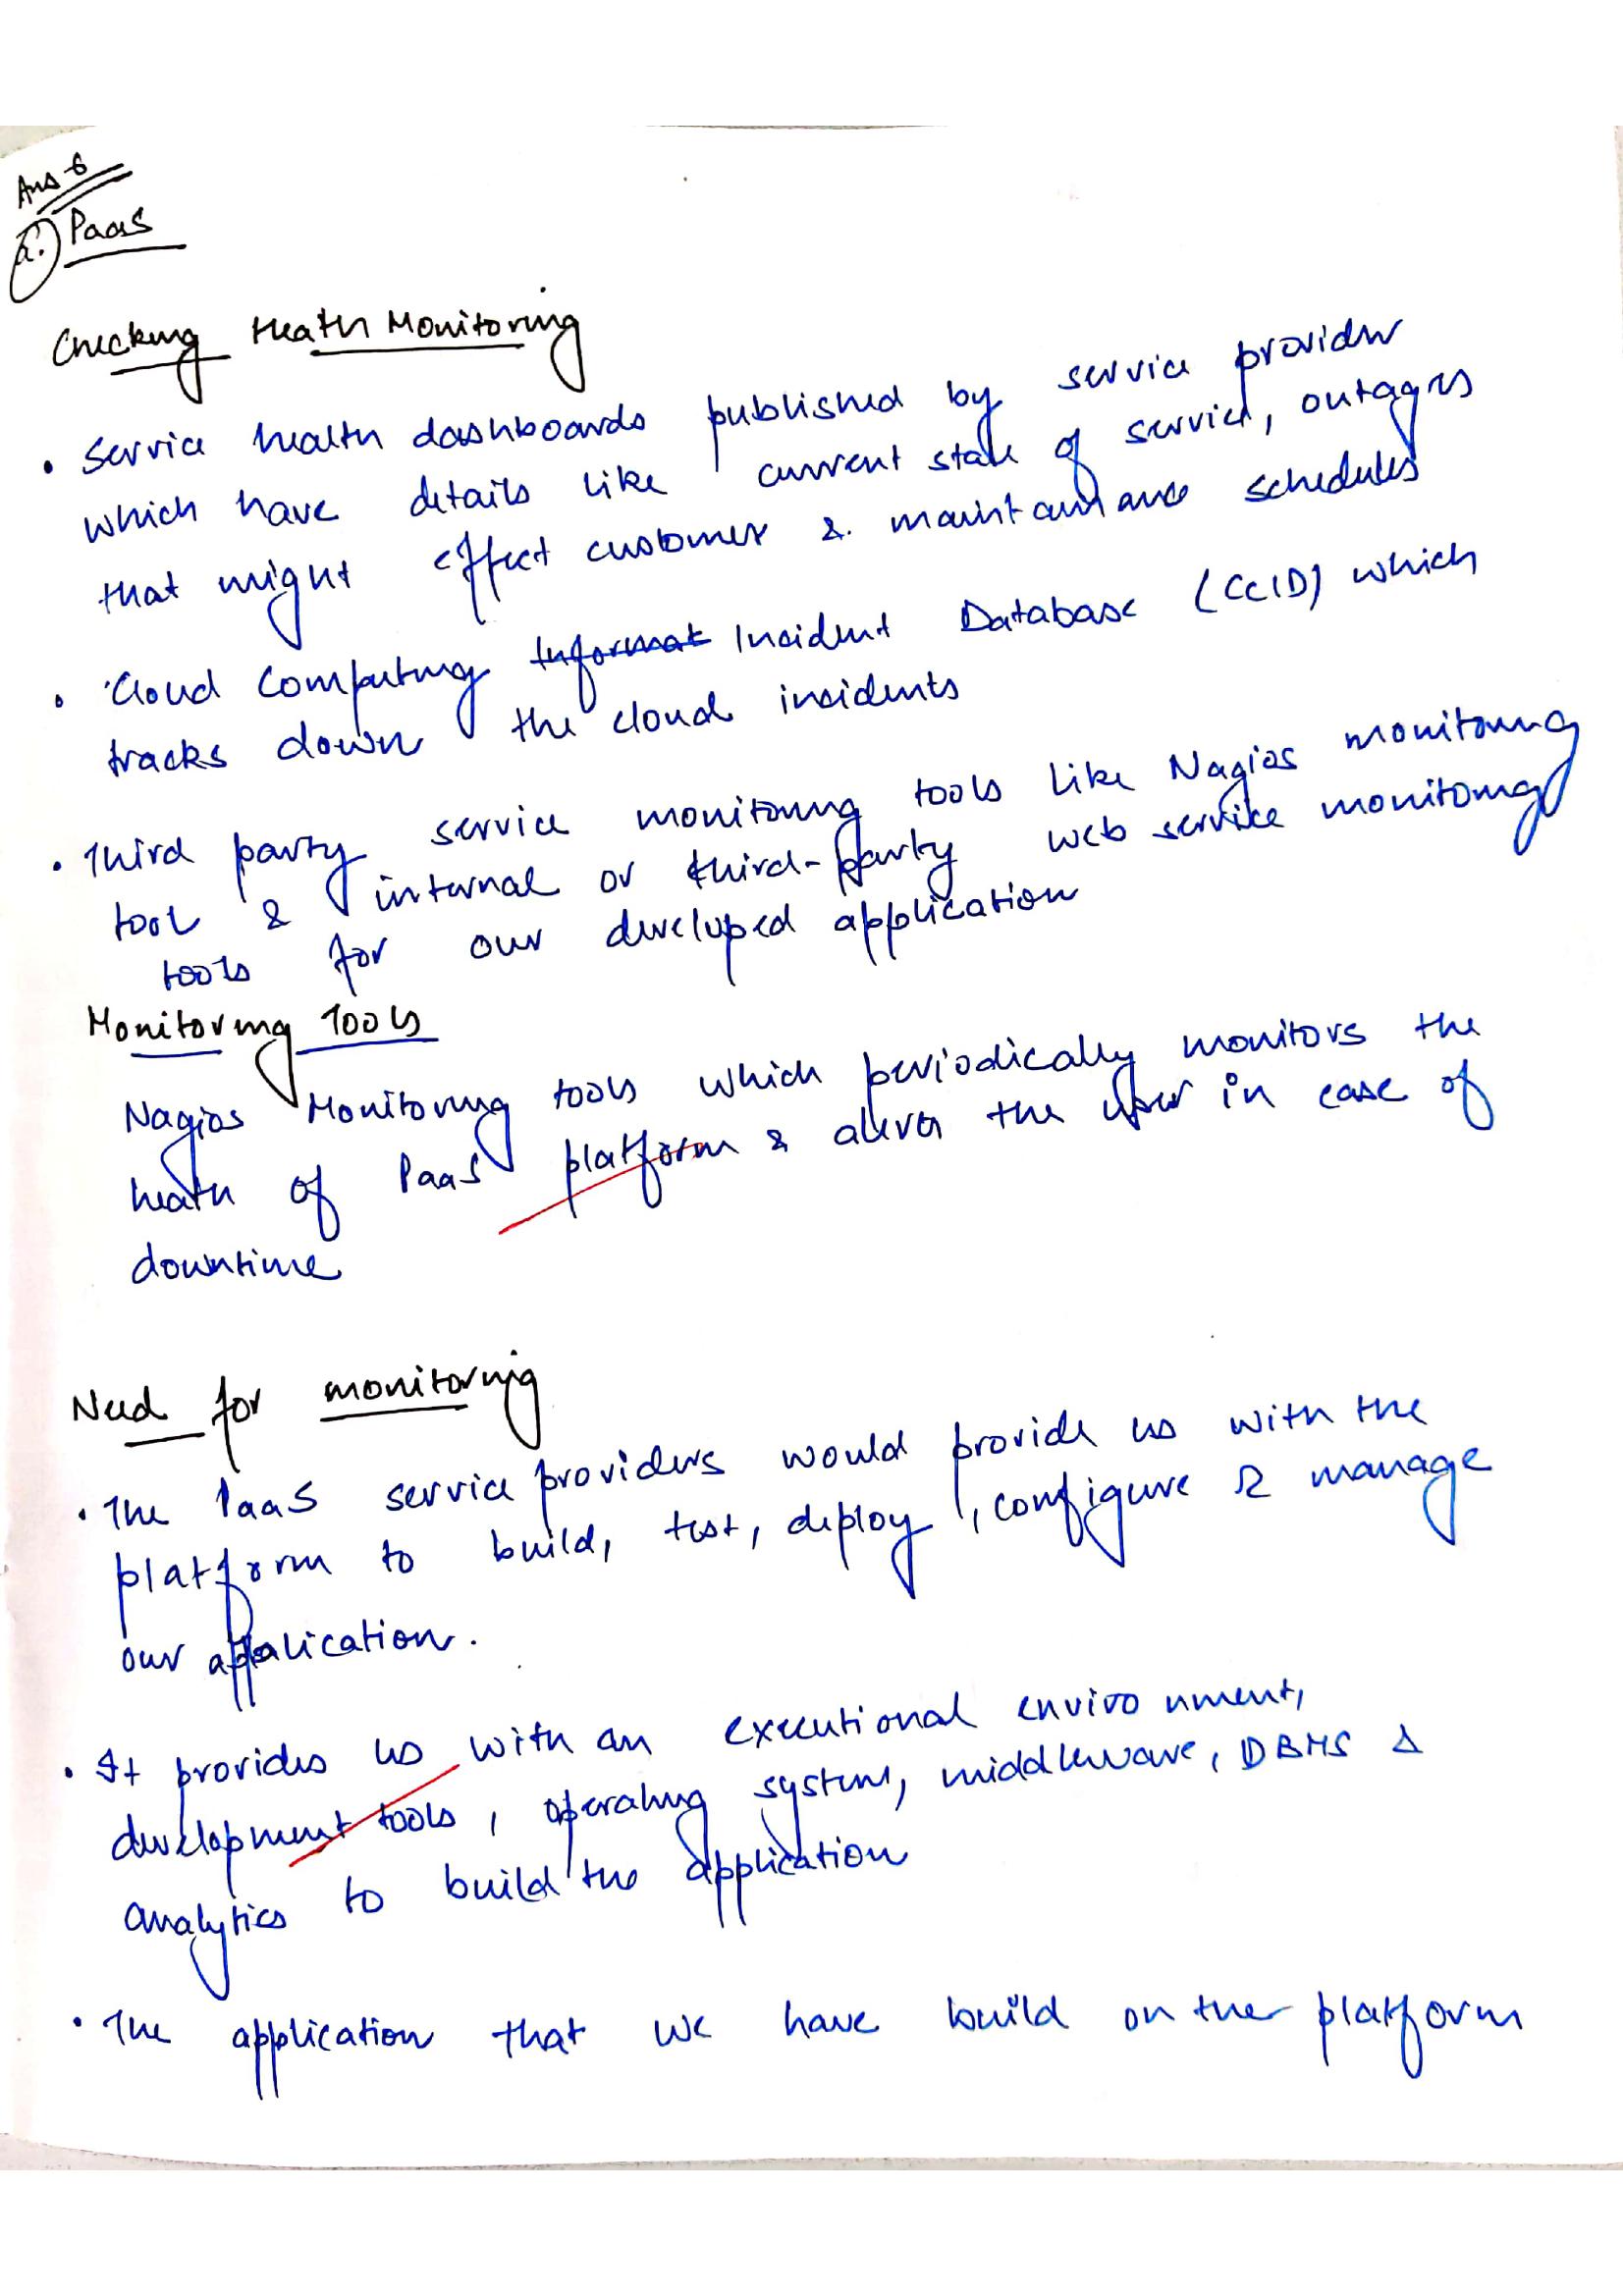 Ans-6
a.) PaaS
Checking Heath Monitoring
• Service health dashboards published by service provider
which have details like current state of service, outages
that might effect customer & maintainance schedules
• Cloud Computing Informat Incident Database (CCID) which
tracks down the cloud incidents
• Third party service monitoring tools like Nagios monitoring
tool & internal or third-party web service monitoring
tools for our developed application
Monitoring Tools
Nagios Monitoring tools which periodically monitors the
heath of PaaS platform & alerts the user in case of
downtime
Need for monitoring
• The PaaS service providers would provide us with the
platform to build, test, deploy, configure & manage
our application.
• It provides us with an executional environment,
development tools, operating system, middleware, DBMS &
analytics to build the application
• The application that we have build on the platform